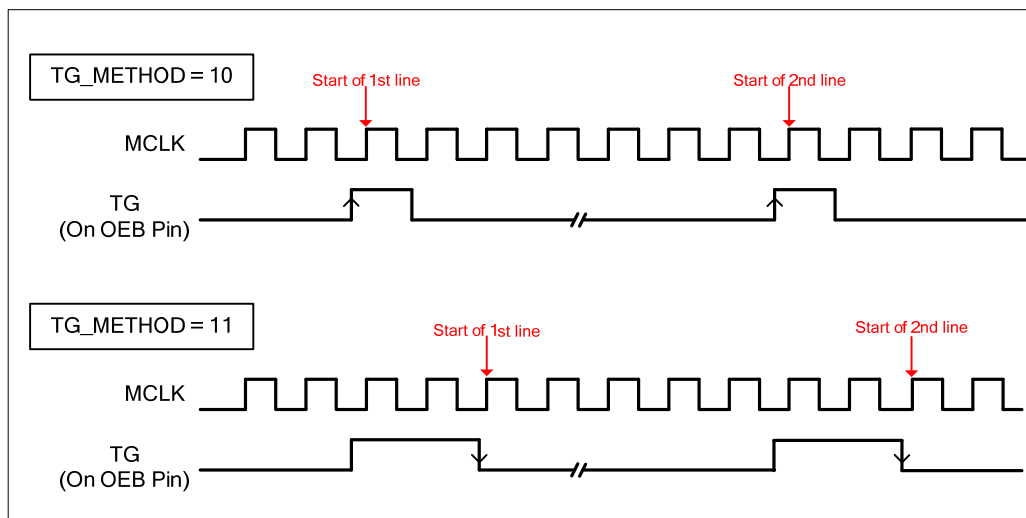 TG_METHOD = 10
Start of 1st line
Start of 2nd line
MCLK
TG
(On OEB Pin)
TG_METHOD = 11
Start of 1st line
Start of 2nd line
MCLK
TG
(On OEB Pin)